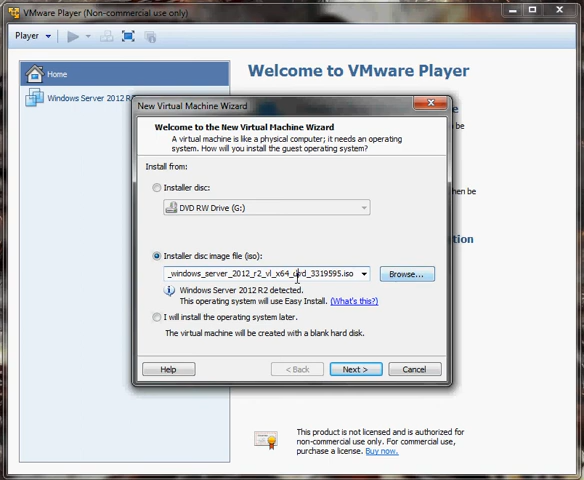 VMware Player (Non-commercial use only)
Player
Home
Welcome to VMware Player
Windows Server 2012 R
New Virtual Machine Wizard
Welcome to the New Virtual Machine Wizard
A virtual machine is like a physical computer; it needs an operating
system. How will you install the guest operating system?
be
Install from:
Installer disc:
DVD RW Drive (G:)
hen be
tion
Installer disc image file (iso):
_windows_server_2012_r2_vl_x64_dvd_3319595.iso
Browse...
Windows Server 2012 R2 detected.
This operating system will use Easy Install. (What's this?)
I will install the operating system later.
The virtual machine will be created with a blank hard disk.
Help
< Back
Next >
Cancel
This product is not licensed and is authorized for
non-commercial use only. For commercial use,
purchase a license. Buy now.